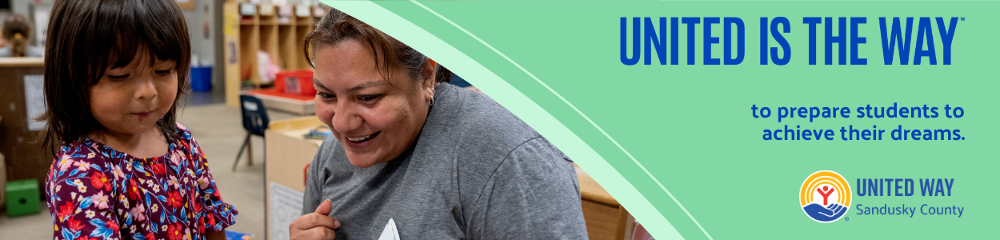 UNITED IS THE WAY™
to prepare students to
achieve their dreams.
UNITED WAY
Sandusky County
®